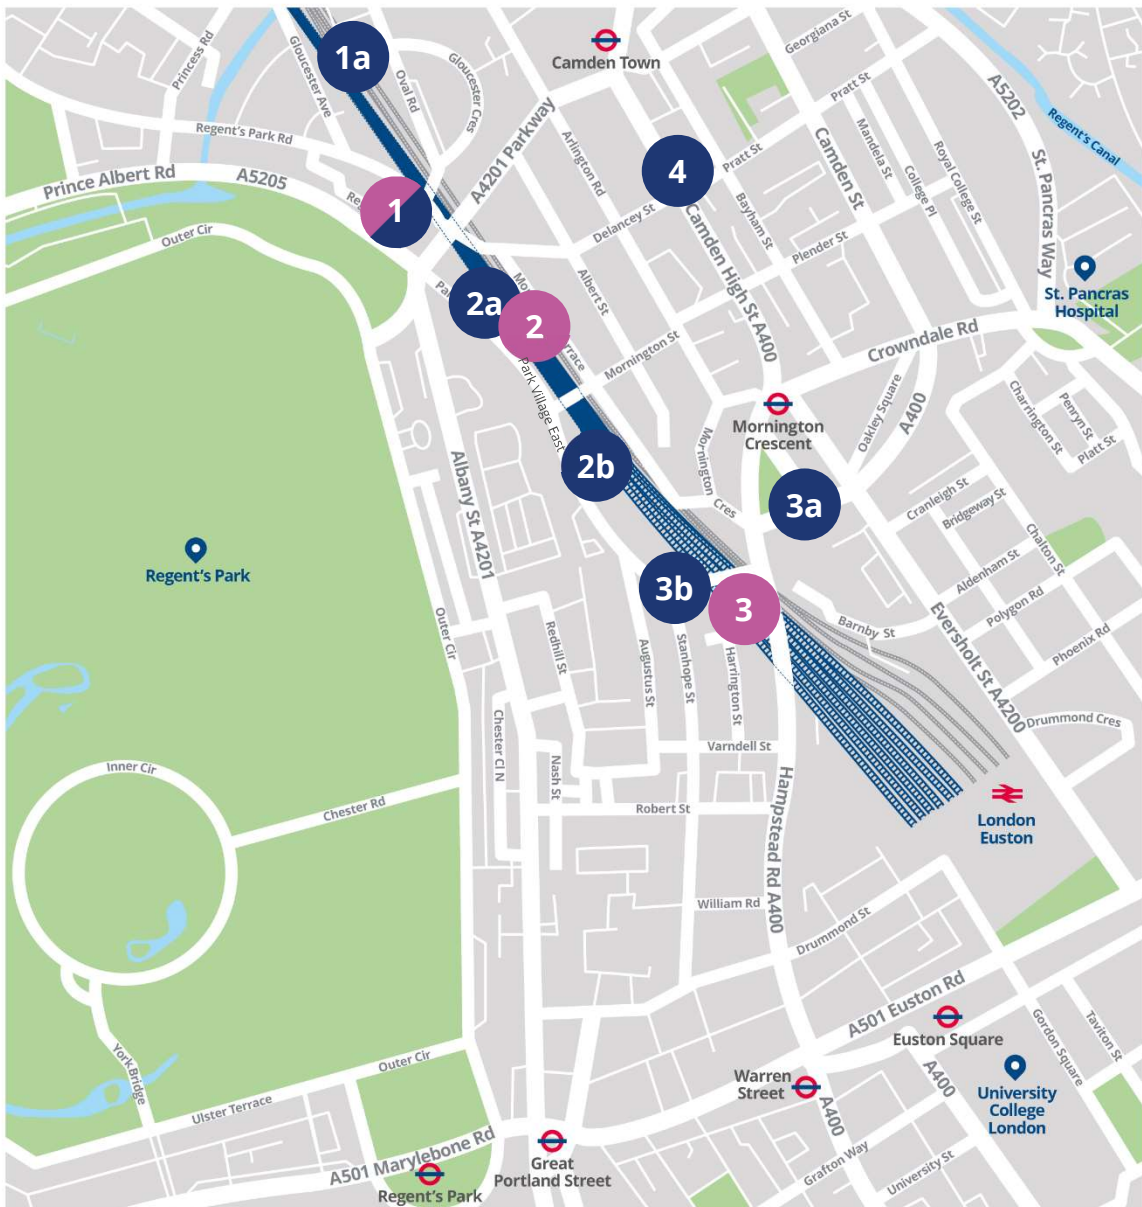 1a
Princess Rd
Gloucester Ave
Oval Rd
Gloucester Cres
Camden Town
Georgiana St
Pratt St
A5202
Regent's Canal
Regent's Park Rd
A4201 Parkway
Arlington Rd
4
Pratt St
Camden St
Mandela St
College Pl
Royal College St
St. Pancras Way
Prince Albert Rd
A5205
1
Delancey St
Bayham St
Camden High St A400
Plender St
Outer Cir
St. Pancras
Hospital
2a
2
Albert St
Mornington St
Crowndale Rd
Park Village East
Mornington
Crescent
Oakley Square
A400
Charrington St
Penryn St
Platt St
Albany St A4201
2b
Mornington
Cres
3a
Cranleigh St
Bridgeway St
Chalton St
Aldenham St
Polygon Rd
Phoenix Rd
Regent's Park
3b
3
Barnby St
Eversholt St A4200
Outer Cir
Redhill St
Augustus St
Stanhope St
Harrington St
Drummond Cres
Chester Cl N
Nash St
Varndell St
Hampstead Rd A400
Inner Cir
Chester Rd
Robert St
London
Euston
William Rd
Drummond St
A501 Euston Rd
Euston Square
Gordon Square
Taviton St
York Bridge
Outer Cir
Ulster Terrace
Warren
Street
A400
A400
University
College
London
A501 Marylebone Rd
Regent's Park
Great
Portland Street
Grafton Way
University St